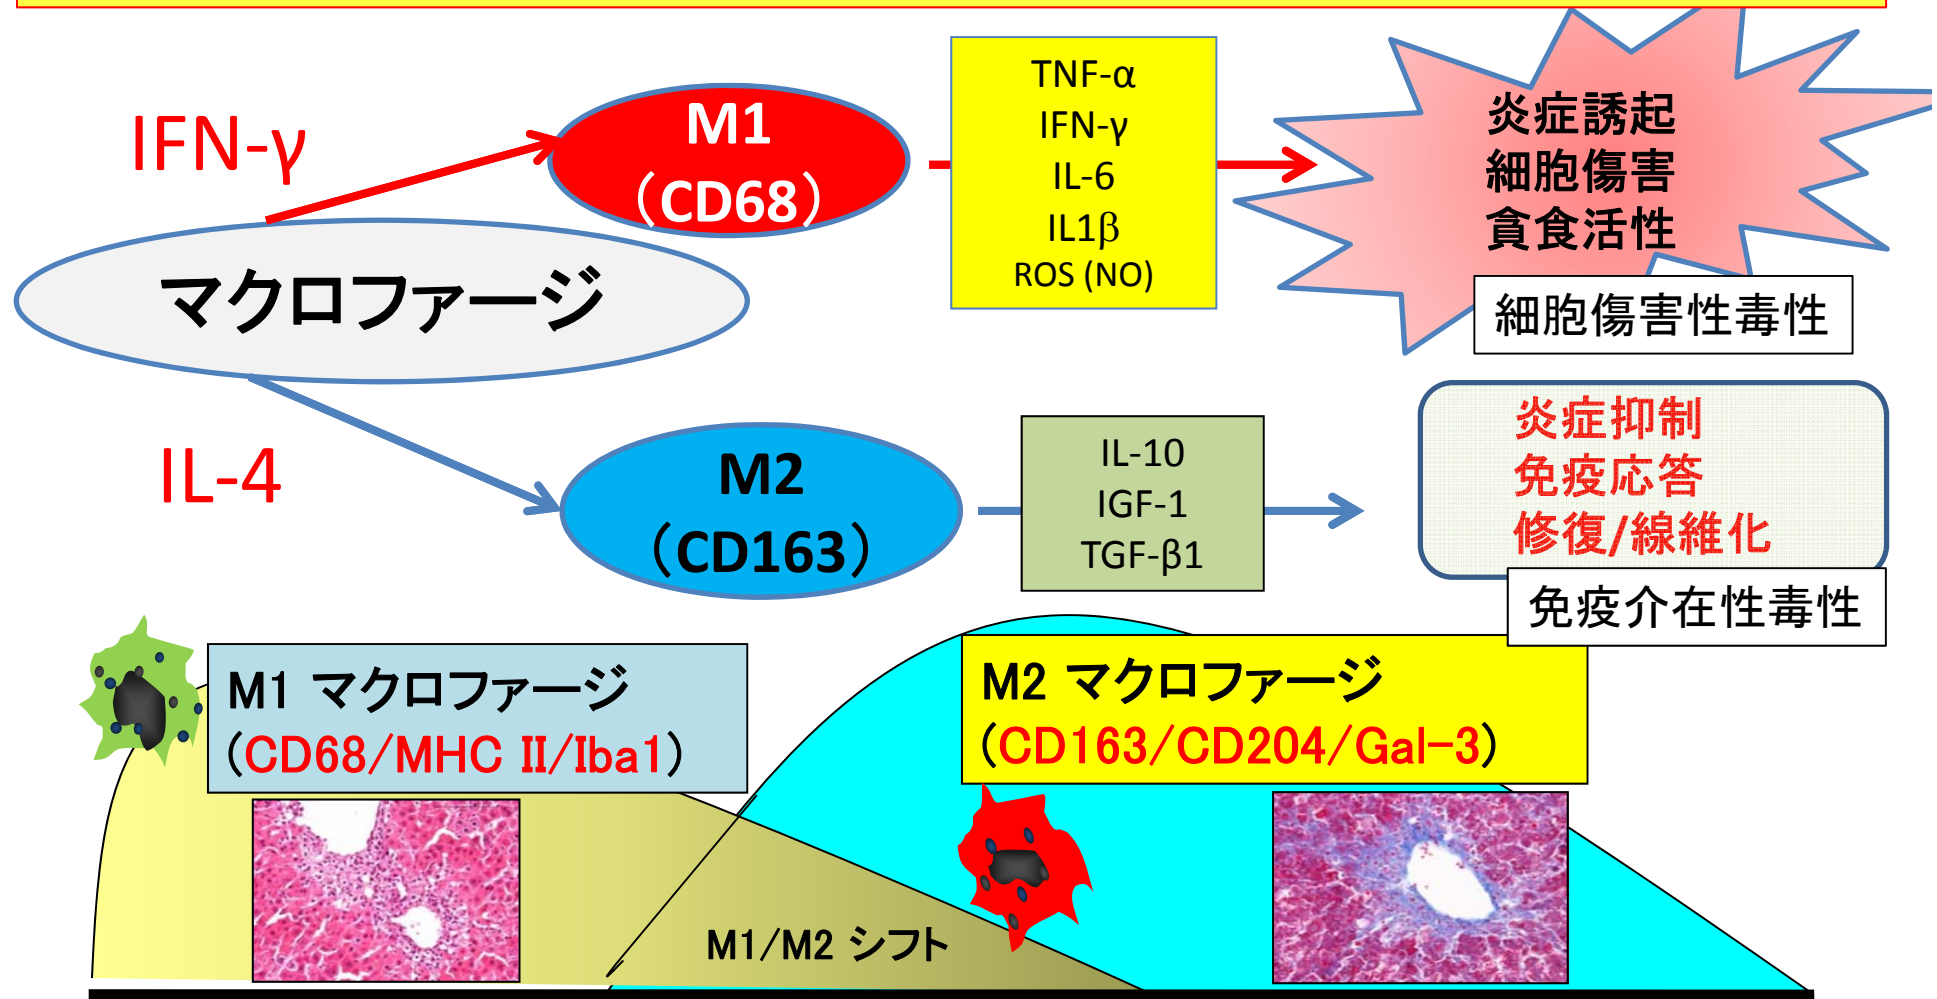 IFN-γ
M1
（CD68）
TNF-α
IFN-γ
IL-6
IL1β
ROS (NO)
炎症誘起
細胞傷害
貪食活性
細胞傷害性毒性
マクロファージ
IL-4
M2
（CD163）
IL-10
IGF-1
TGF-β1
炎症抑制
免疫応答
修復/線維化
免疫介在性毒性
M1 マクロファージ
(CD68/MHC II/Iba1)
M2 マクロファージ
(CD163/CD204/Gal-3)
M1/M2 シフト